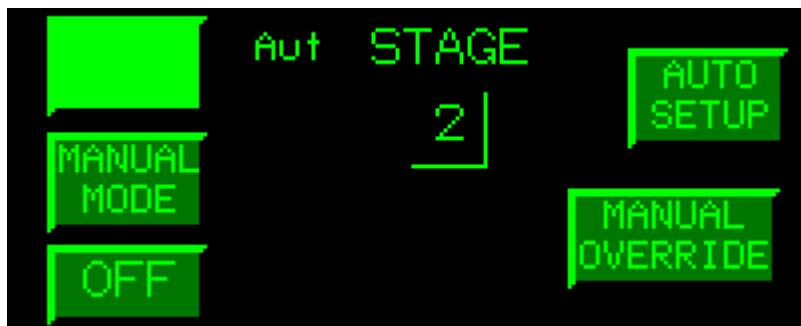 Aut STAGE
2
AUTO
SETUP
MANUAL
MODE
MANUAL
OVERRIDE
OFF